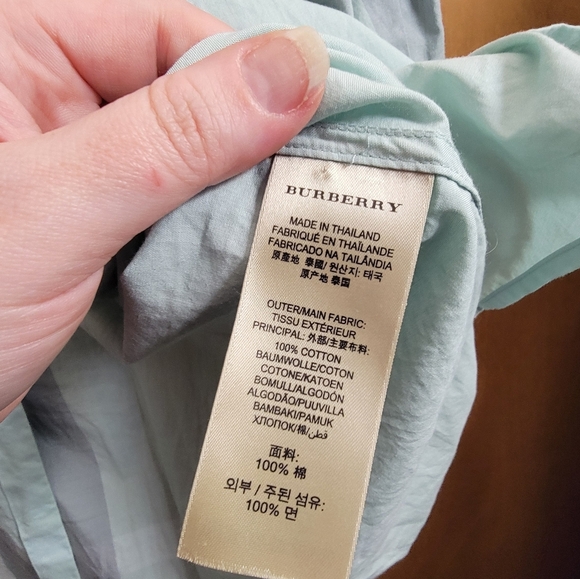 BURBERRY
MADE IN THAILAND
FABRIQUÉ EN THAÏLANDE
FABRICADO NA TAILÂNDIA
原產地 泰國/ 원산지: 태국
原产地 泰国
OUTER/MAIN FABRIC:
TISSU EXTÉRIEUR
PRINCIPAL: 外部/主要布料:
100% COTTON
BAUMWOLLE/COTON
COTONE/KATOEN
BOMULL/ALGODÓN
ALGODÃO/PUUVILLA
BAMBAKI/PAMUK
ХЛОПОК/棉/قطن
面料:
100% 棉
외부 / 주된 섬유:
100% 면